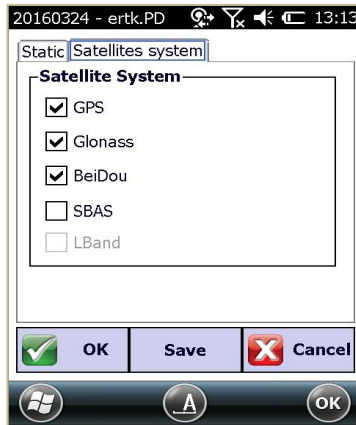 20160324 - ertk.PD 13:13
Static Satellites system
Satellite System
GPS
Glonass
BeiDou
SBAS
LBand
OK Save Cancel
A OK